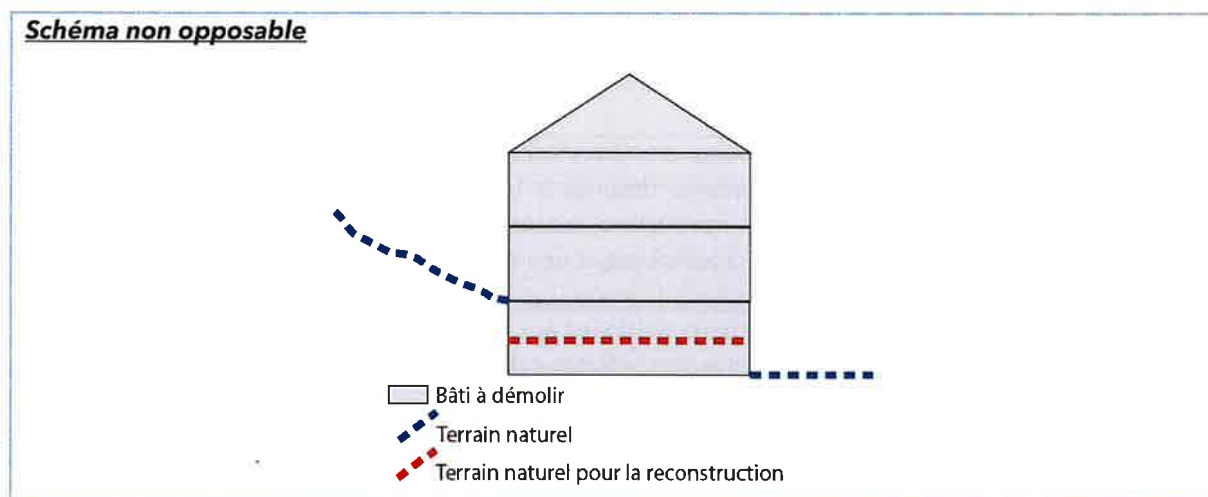 Schéma non opposable
Bâti à démolir
Terrain naturel
Terrain naturel pour la reconstruction